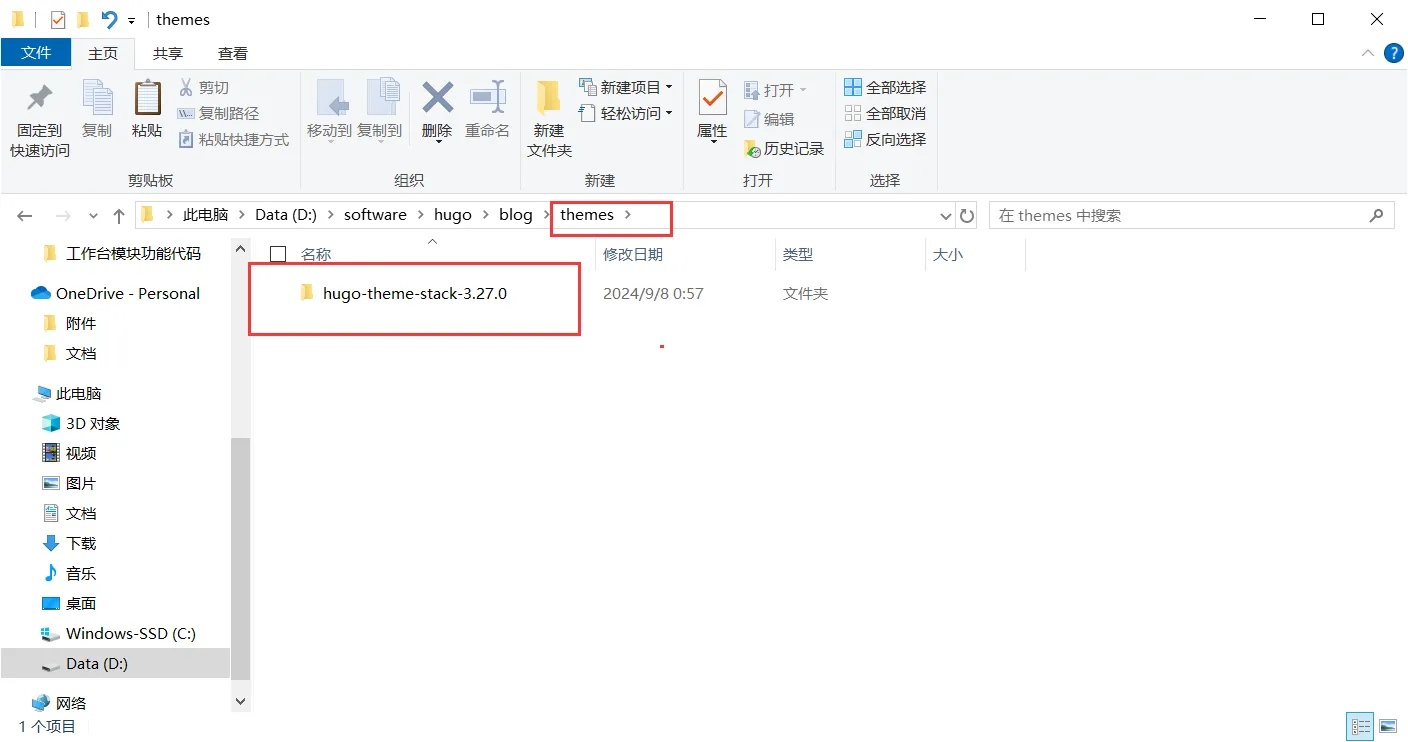 themes
文件 主页 共享 查看
固定到
快速访问
复制
粘贴
剪切
复制路径
粘贴快捷方式
剪贴板
移动到
复制到
删除
重命名
组织
新建
文件夹
新建项目
轻松访问
新建
属性
打开
编辑
历史记录
打开
全部选择
全部取消
反向选择
选择
此电脑 Data (D:) software hugo blog themes
在 themes 中搜索
名称 修改日期 类型 大小
hugo-theme-stack-3.27.0 2024/9/8 0:57 文件夹
工作台模块功能代码
OneDrive - Personal
附件
文档
此电脑
3D 对象
视频
图片
文档
下载
音乐
桌面
Windows-SSD (C:)
Data (D:)
网络
1 个项目